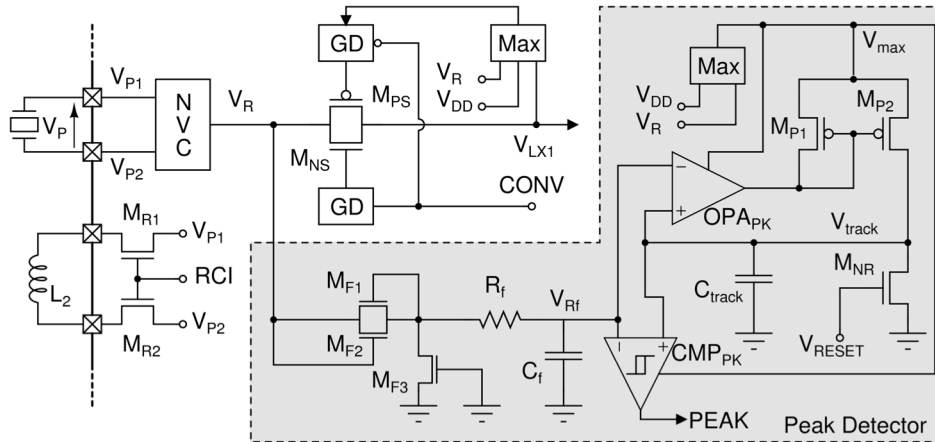 GD
Max
V_R
V_DD
V_P1
N V C
V_R
M_PS
V_P
V_P2
M_NS
V_LX1
GD
CONV
M_R1
V_P1
RCI
L_2
V_P2
M_R2
Max
V_max
V_DD
V_R
M_P1
M_P2
−
+
OPA_PK
V_track
M_NR
C_track
V_RESET
M_F1
M_F2
M_F3
R_f
V_Rf
C_f
− +
CMP_PK
PEAK
Peak Detector